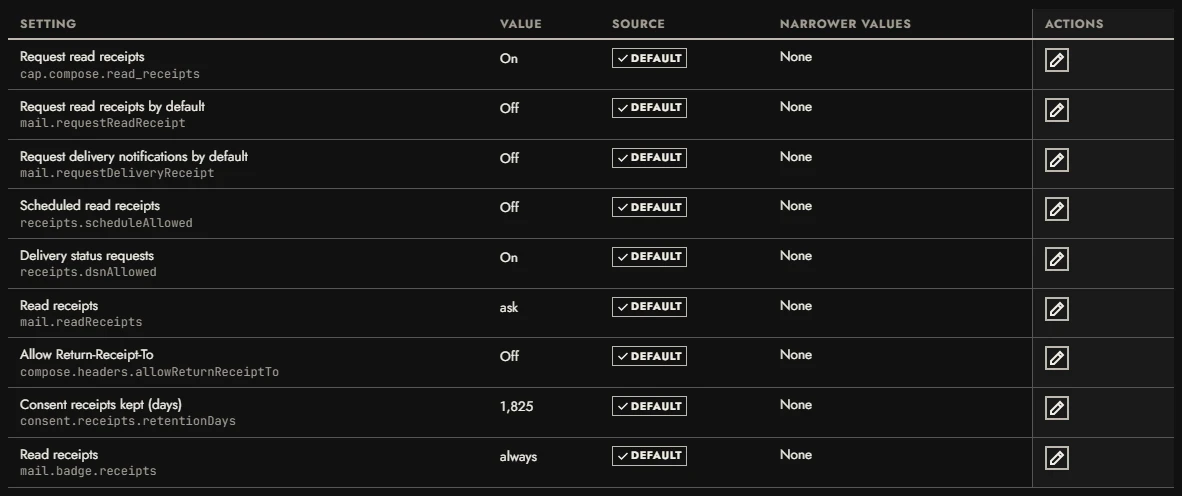 SETTING VALUE SOURCE NARROWER VALUES ACTIONS
Request read receipts On DEFAULT None
cap.compose.read_receipts
Request read receipts by default Off DEFAULT None
mail.requestReadReceipt
Request delivery notifications by default Off DEFAULT None
mail.requestDeliveryReceipt
Scheduled read receipts Off DEFAULT None
receipts.scheduleAllowed
Delivery status requests On DEFAULT None
receipts.dsnAllowed
Read receipts ask DEFAULT None
mail.readReceipts
Allow Return-Receipt-To Off DEFAULT None
compose.headers.allowReturnReceiptTo
Consent receipts kept (days) 1,825 DEFAULT None
consent.receipts.retentionDays
Read receipts always DEFAULT None
mail.badge.receipts